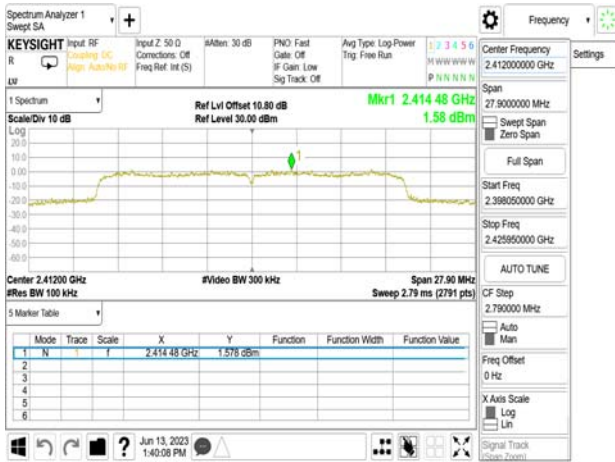 Spectrum Analyzer 1
Swept SA
Frequency
KEYSIGHT
R
Input: RF
Coupling: DC
Align: Auto/No RF
Input Z: 50 Ω
Corrections: Off
Freq Ref: Int (S)
#Atten: 30 dB
PNO: Fast
Gate: Off
IF Gain: Low
Sig Track: Off
Avg Type: Log-Power
Trig: Free Run
1 2 3 4 5 6
M W W W W W
P N N N N N
1 Spectrum
Scale/Div 10 dB
Log
Ref Lvl Offset 10.80 dB
Ref Level 30.00 dBm
Mkr1 2.414 48 GHz
1.58 dBm
20.0
10.0
0.00
-10.0
-20.0
-30.0
-40.0
-50.0
-60.0
1
Center 2.41200 GHz
#Res BW 100 kHz
#Video BW 300 kHz
Span 27.90 MHz
Sweep 2.79 ms (2791 pts)
5 Marker Table
Mode Trace Scale X Y Function Function Width Function Value
1 N 1 f 2.414 48 GHz 1.578 dBm
2
3
4
5
6
Jun 13, 2023
1:40:08 PM
Center Frequency
2.412000000 GHz
Settings
Span
27.9000000 MHz
Swept Span
Zero Span
Full Span
Start Freq
2.398050000 GHz
Stop Freq
2.425950000 GHz
AUTO TUNE
CF Step
2.790000 MHz
Auto
Man
Freq Offset
0 Hz
X Axis Scale
Log
Lin
Signal Track
(Span Zoom)